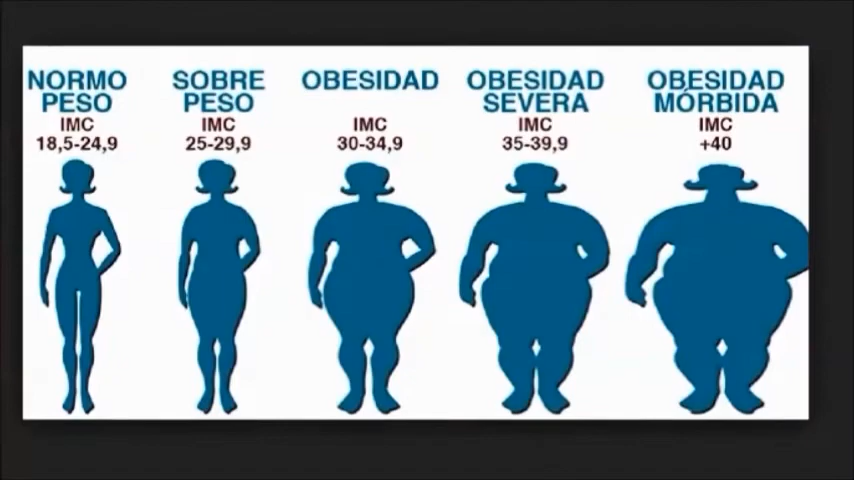 NORMO
PESO
IMC
18,5-24,9
SOBRE
PESO
IMC
25-29,9
OBESIDAD
IMC
30-34,9
OBESIDAD
SEVERA
IMC
35-39,9
OBESIDAD
MÓRBIDA
IMC
+40